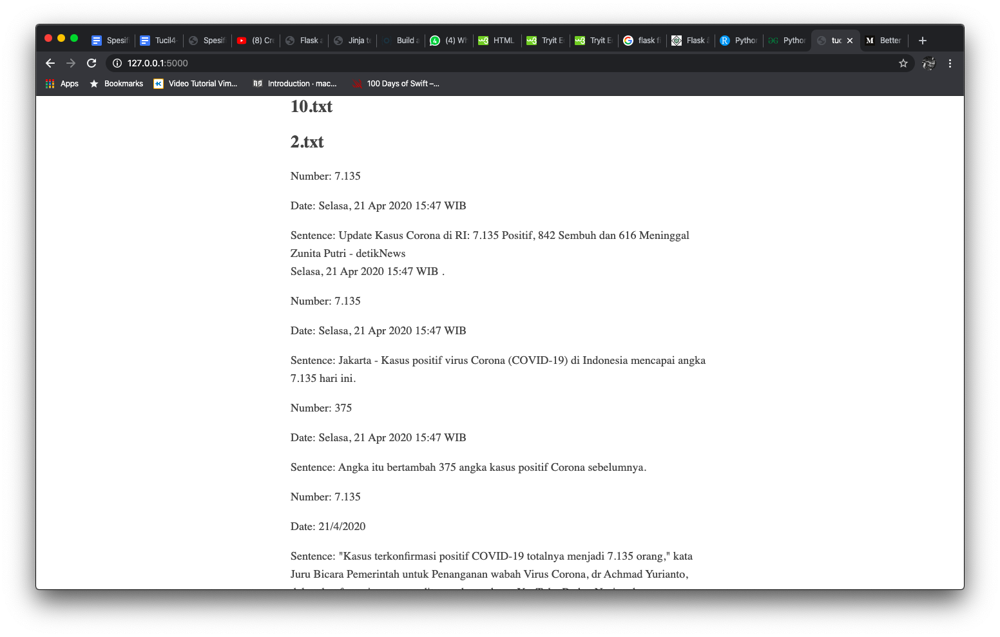 Spesif
Tucil4-
Spesif
(8) Cre
Flask a
Jinja te
Build a
(4) Wh
HTML
Tryit E
Tryit E
flask fi
Flask
Python
Python
tuc
Better
127.0.0.1:5000
Apps
Bookmarks
Video Tutorial Vim...
Introduction · mac...
100 Days of Swift –...
10.txt
2.txt
Number: 7.135
Date: Selasa, 21 Apr 2020 15:47 WIB
Sentence: Update Kasus Corona di RI: 7.135 Positif, 842 Sembuh dan 616 Meninggal
Zunita Putri - detikNews
Selasa, 21 Apr 2020 15:47 WIB .
Number: 7.135
Date: Selasa, 21 Apr 2020 15:47 WIB
Sentence: Jakarta - Kasus positif virus Corona (COVID-19) di Indonesia mencapai angka
7.135 hari ini.
Number: 375
Date: Selasa, 21 Apr 2020 15:47 WIB
Sentence: Angka itu bertambah 375 angka kasus positif Corona sebelumnya.
Number: 7.135
Date: 21/4/2020
Sentence: "Kasus terkonfirmasi positif COVID-19 totalnya menjadi 7.135 orang," kata
Juru Bicara Pemerintah untuk Penanganan wabah Virus Corona, dr Achmad Yurianto,